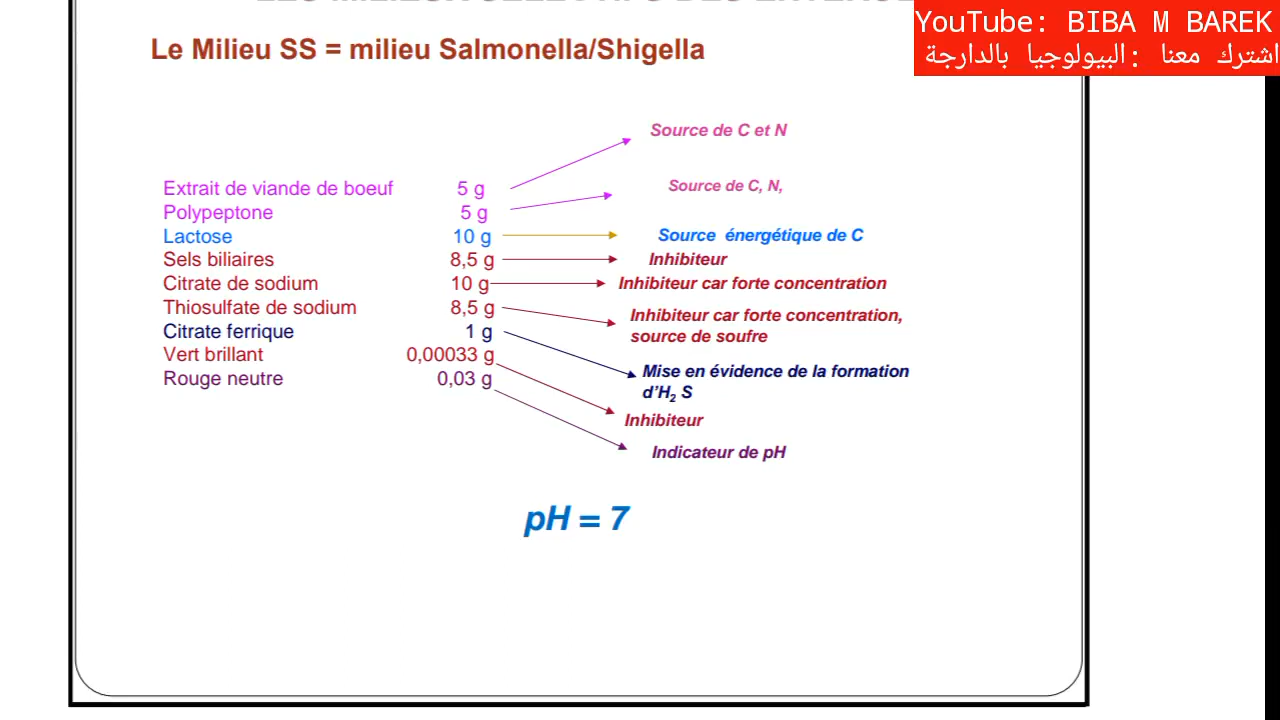 YouTube: BIBA M BAREK
اشترك معنا :البيولوجيا بالدارجة
Le Milieu SS = milieu Salmonella/Shigella
Source de C et N
Extrait de viande de boeuf 5 g
Source de C, N,
Polypeptone 5 g
Lactose 10 g Source énergétique de C
Sels biliaires 8,5 g Inhibiteur
Citrate de sodium 10 g Inhibiteur car forte concentration
Thiosulfate de sodium 8,5 g Inhibiteur car forte concentration,
source de soufre
Citrate ferrique 1 g
Vert brillant 0,00033 g
Mise en évidence de la formation
Rouge neutre 0,03 g
d'H₂ S
Inhibiteur
Indicateur de pH
pH = 7